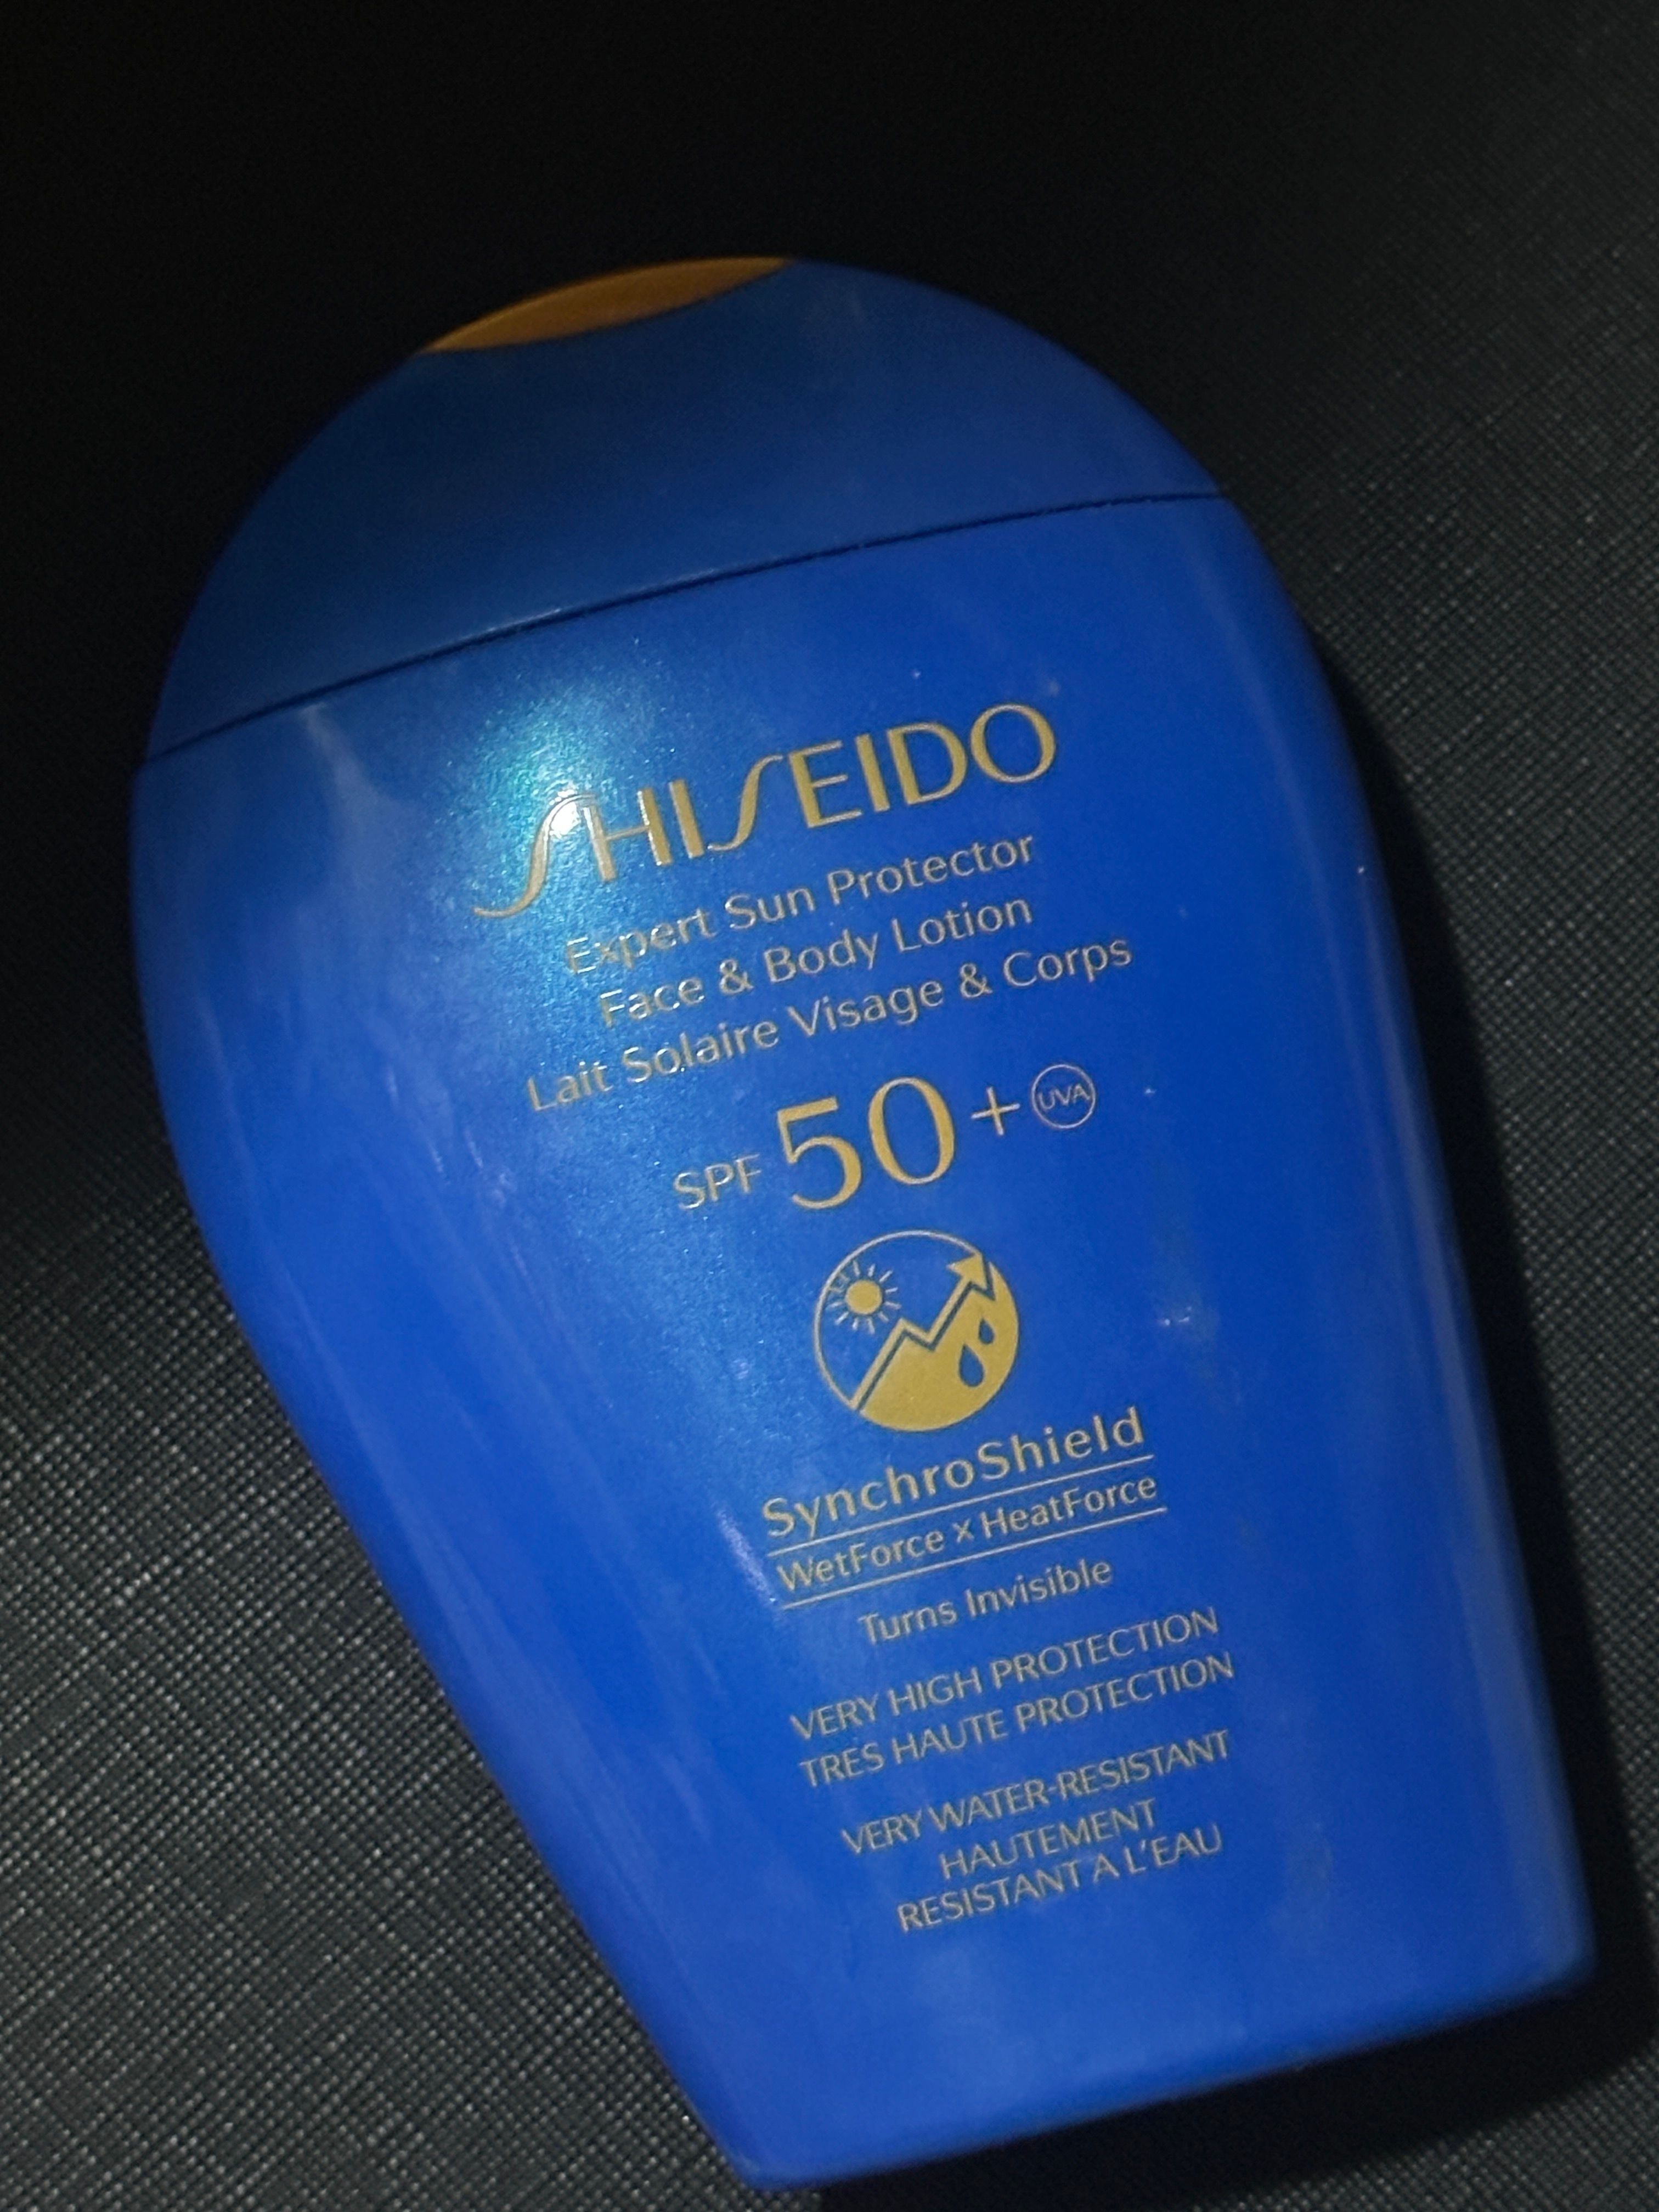 SHISEIDO
Expert Sun Protector
Face & Body Lotion
Lait Solaire Visage & Corps
SPF 50+ UVA
SynchroShield
WetForce x HeatForce
Turns Invisible
VERY HIGH PROTECTION
TRES HAUTE PROTECTION
VERY WATER-RESISTANT
HAUTEMENT
RESISTANT A L'EAU